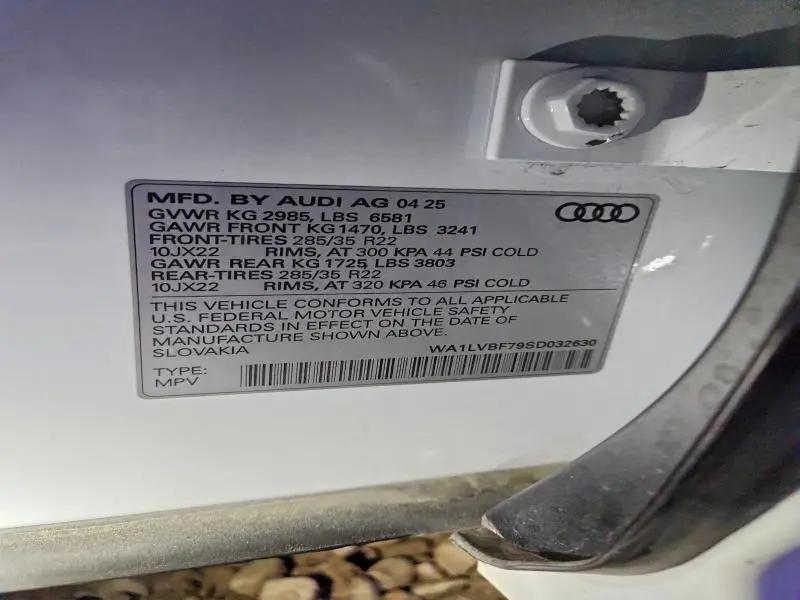 MFD. BY AUDI AG 04 25
GVWR KG 2985, LBS 6581
GAWR FRONT KG1470, LBS 3241
FRONT-TIRES 285/35 R22
10JX22 RIMS, AT 300 KPA 44 PSI COLD
GAWR REAR KG 1725, LBS 3803
REAR-TIRES 285/35 R22
10JX22 RIMS, AT 320 KPA 46 PSI COLD
THIS VEHICLE CONFORMS TO ALL APPLICABLE
U.S. FEDERAL MOTOR VEHICLE SAFETY
STANDARDS IN EFFECT ON THE DATE OF
MANUFACTURE SHOWN ABOVE.
SLOVAKIA WA1LVBF79SD032630
TYPE:
MPV